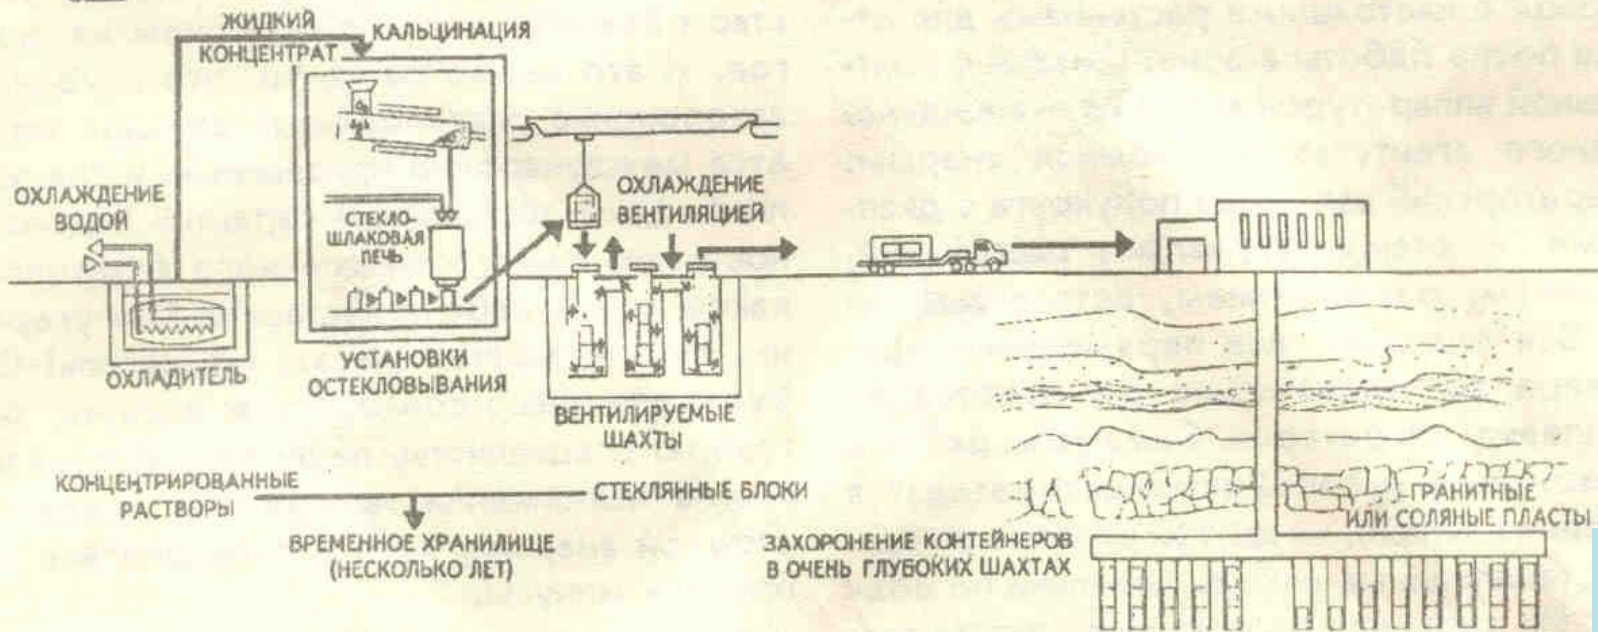 ЖИДКИЙ
КОНЦЕНТРАТ
КАЛЬЦИНАЦИЯ
ОХЛАЖДЕНИЕ
ВОДОЙ
СТЕКЛО-
ШЛАКОВАЯ
ПЕЧЬ
ОХЛАЖДЕНИЕ
ВЕНТИЛЯЦИЕЙ
ОХЛАДИТЕЛЬ
УСТАНОВКИ
ОСТЕКЛОВЫВАНИЯ
ВЕНТИЛИРУЕМЫЕ
ШАХТЫ
КОНЦЕНТРИРОВАННЫЕ
РАСТВОРЫ
СТЕКЛЯННЫЕ БЛОКИ
ВРЕМЕННОЕ ХРАНИЛИЩЕ
(НЕСКОЛЬКО ЛЕТ)
ГРАНИТНЫЕ
ИЛИ СОЛЯНЫЕ ПЛАСТЫ
ЗАХОРОНЕНИЕ КОНТЕЙНЕРОВ
В ОЧЕНЬ ГЛУБОКИХ ШАХТАХ